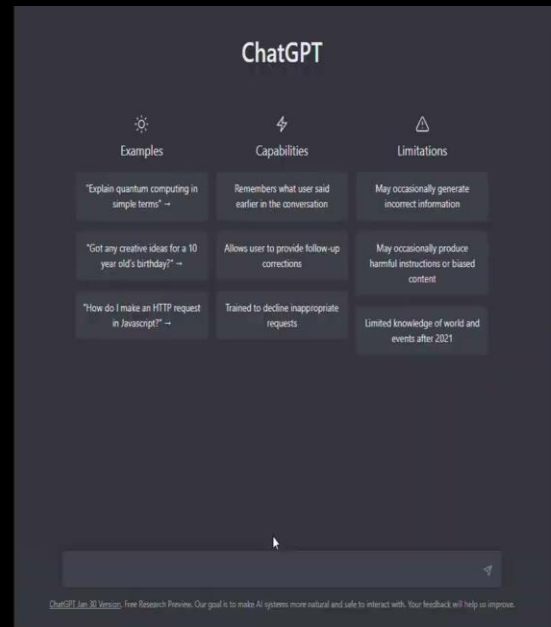 ChatGPT
Examples
"Explain quantum computing in
simple terms" →
"Got any creative ideas for a 10
year old's birthday?" →
"How do I make an HTTP request
in Javascript?" →
Capabilities
Remembers what user said
earlier in the conversation
Allows user to provide follow-up
corrections
Trained to decline inappropriate
requests
Limitations
May occasionally generate
incorrect information
May occasionally produce
harmful instructions or biased
content
Limited knowledge of world and
events after 2021
ChatGPT Jan 30 Version. Free Research Preview. Our goal is to make AI systems more natural and safe to interact with. Your feedback will help us improve.